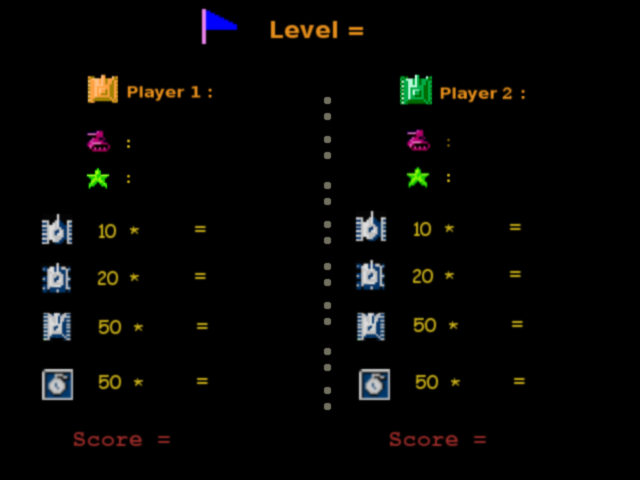 Level =
Player 1 :
Player 2 :
:
:
:
:
10 * =
10 * =
20 * =
20 * =
50 * =
50 * =
50 * =
50 * =
Score =
Score =